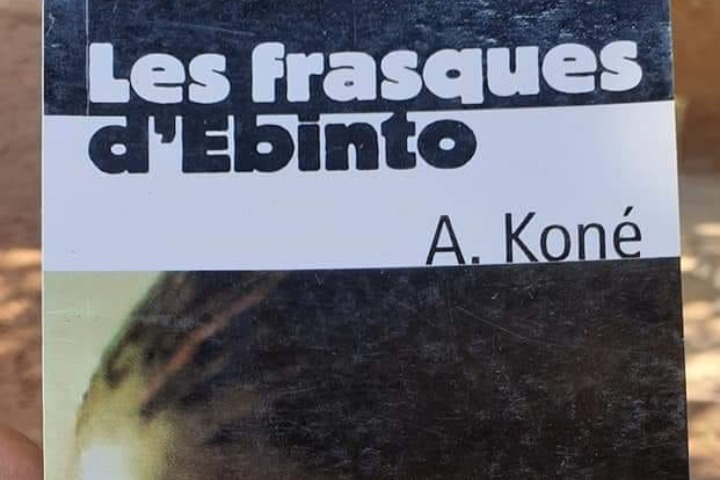 Les frasques
d'Ebinto
A. Koné